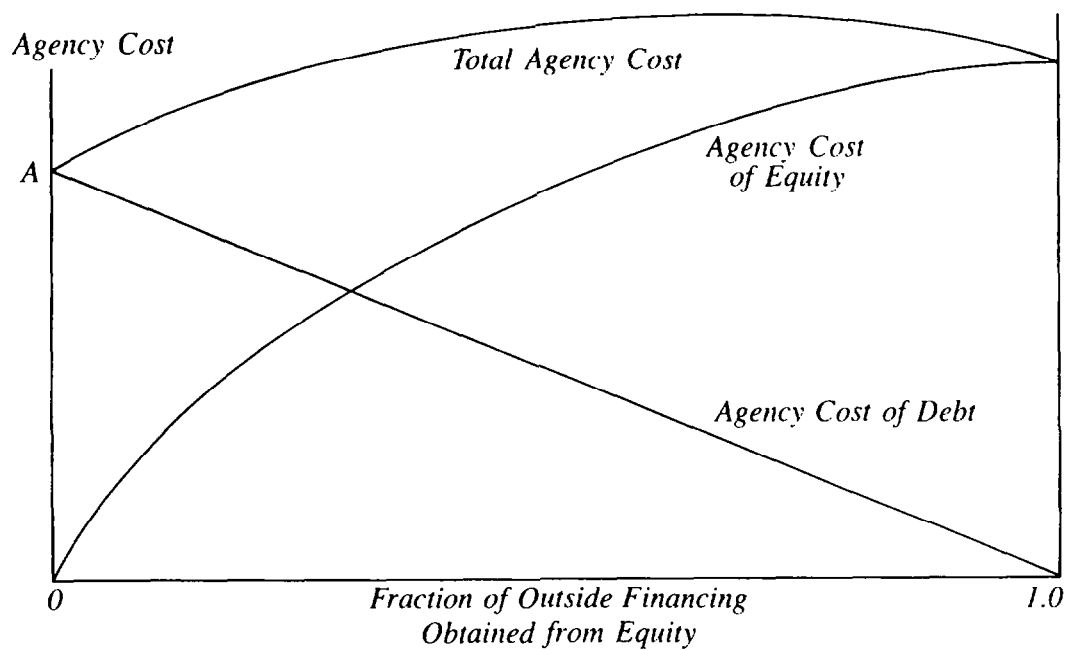 Agency Cost
Total Agency Cost
Agency Cost
of Equity
A
Agency Cost of Debt
0
Fraction of Outside Financing
1.0
Obtained from Equity